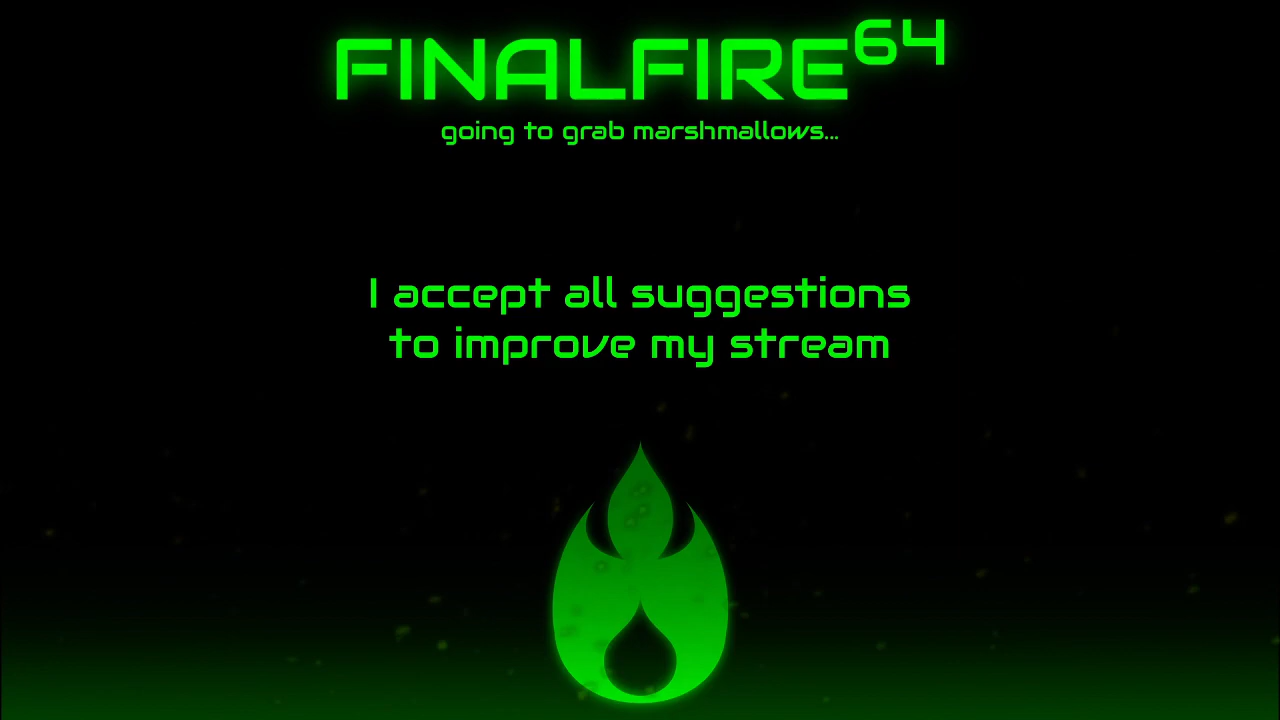 FINALFIRE64
going to grab marshmallows...
I accept all suggestions
to improve my stream